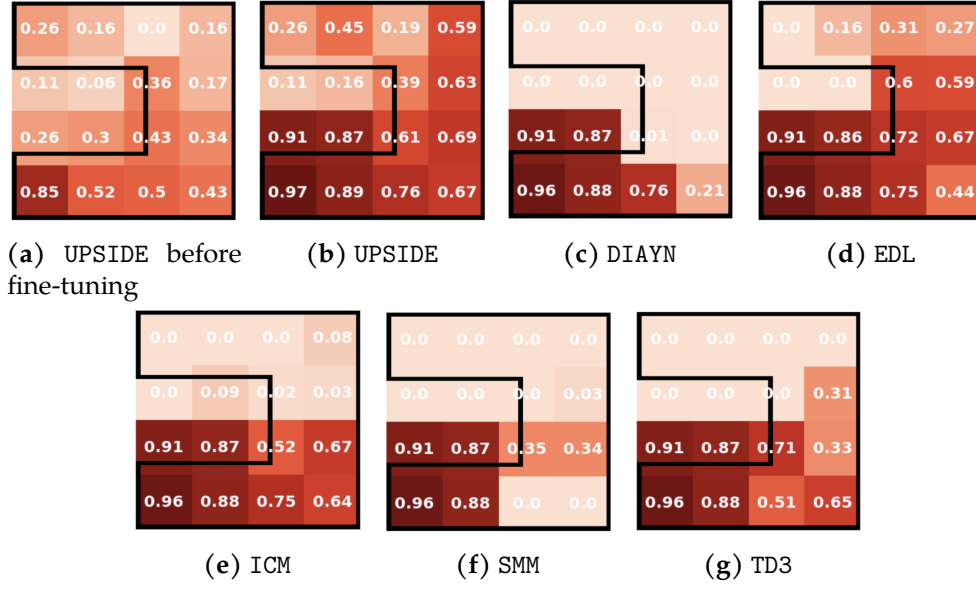 0.26 0.16 0.0 0.16
0.11 0.06 0.36 0.17
0.26 0.3 0.43 0.34
0.85 0.52 0.5 0.43
(a) UPSIDE before
fine-tuning
0.26 0.45 0.19 0.59
0.11 0.16 0.39 0.63
0.91 0.87 0.61 0.69
0.97 0.89 0.76 0.67
(b) UPSIDE
0.0 0.0 0.0 0.0
0.0 0.0 0.0 0.0
0.91 0.87 0.01 0.0
0.96 0.88 0.76 0.21
(c) DIAYN
0.0 0.16 0.31 0.27
0.0 0.0 0.6 0.59
0.91 0.86 0.72 0.67
0.96 0.88 0.75 0.44
(d) EDL
0.0 0.0 0.0 0.08
0.0 0.09 0.02 0.03
0.91 0.87 0.52 0.67
0.96 0.88 0.75 0.64
(e) ICM
0.0 0.0 0.0 0.0
0.0 0.0 0.0 0.03
0.91 0.87 0.35 0.34
0.96 0.88 0.0 0.0
(f) SMM
0.0 0.0 0.0 0.0
0.0 0.0 0.0 0.31
0.91 0.87 0.71 0.33
0.96 0.88 0.51 0.65
(g) TD3